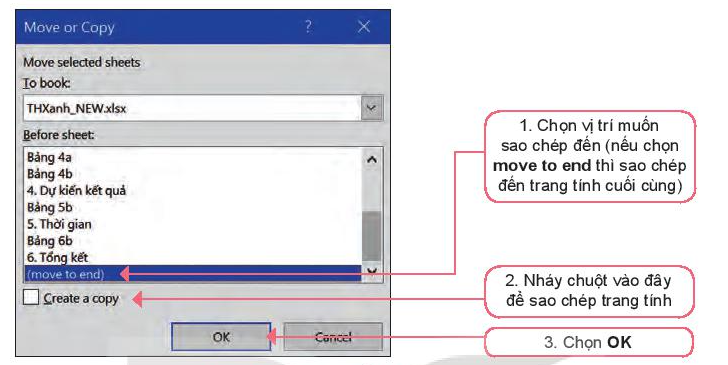 Move or Copy
?
Move selected sheets
To book:
THXanh_NEW.xlsx
Before sheet:
Bảng 4a
Bảng 4b
4. Dự kiến kết quả
Bảng 5b
5. Thời gian
Bảng 6b
6. Tổng kết
(move to end)
Create a copy
OK
Cancel
1. Chọn vị trí muốn
sao chép đến (nếu chọn
move to end thì sao chép
đến trang tính cuối cùng)
2. Nháy chuột vào đây
để sao chép trang tính
3. Chọn OK